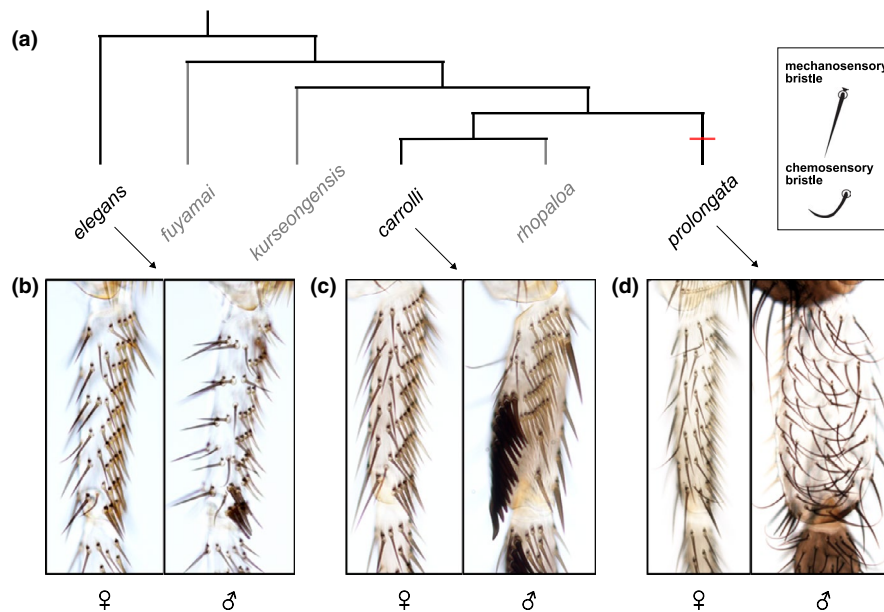 (a)
mechanosensory
bristle
chemosensory
bristle
elegans
fuyamai
kurseongensis
carrolli
rhopaloa
prolongata
(b)
(c)
(d)
♀
♂
♀
♂
♀
♂